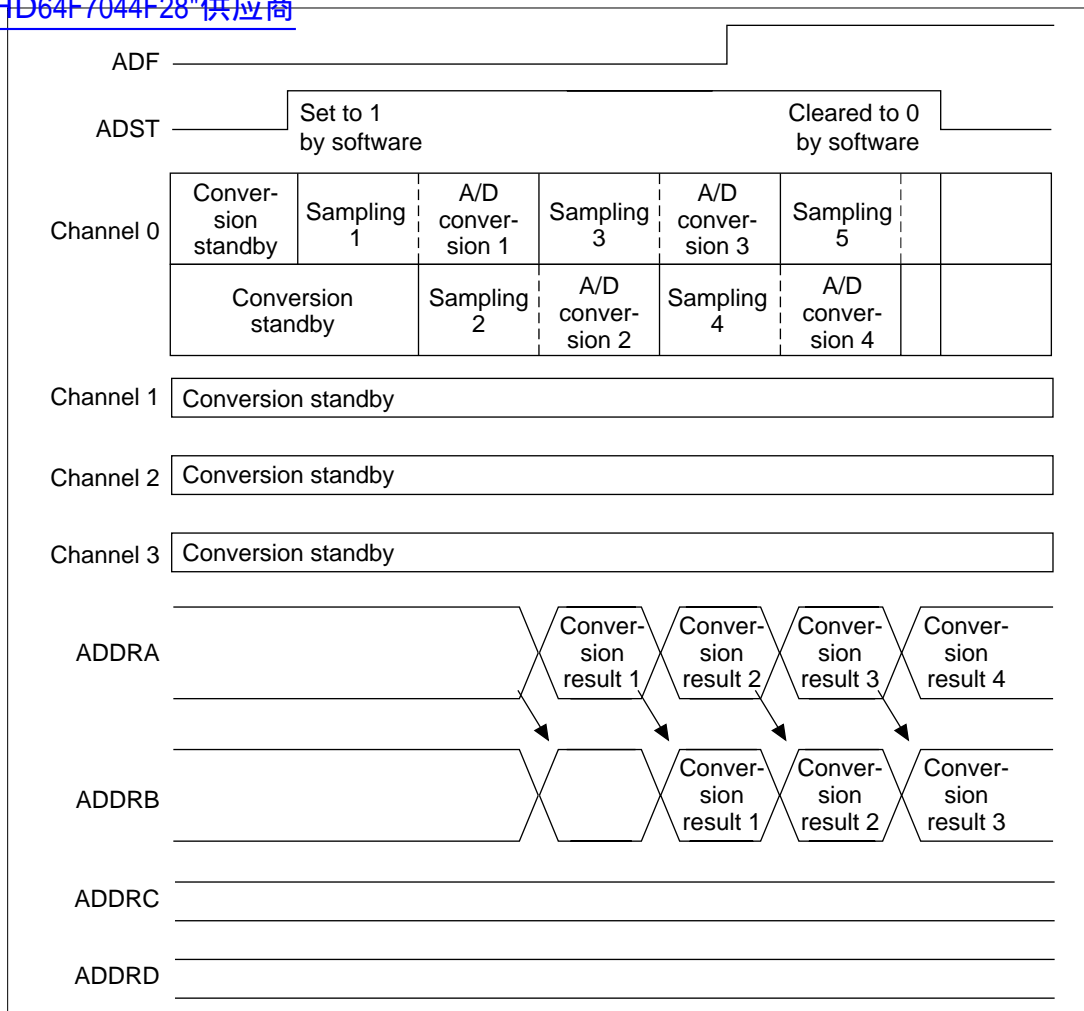 HD64F7044F28"供应商
ADF
ADST
Set to 1
by software
Cleared to 0
by software
Channel 0
Conver-
sion
standby
Sampling
1
A/D
conver-
sion 1
Sampling
3
A/D
conver-
sion 3
Sampling
5
Conversion
standby
Sampling
2
A/D
conver-
sion 2
Sampling
4
A/D
conver-
sion 4
Channel 1
Conversion standby
Channel 2
Conversion standby
Channel 3
Conversion standby
ADDRA
Conver-
sion
result 1
Conver-
sion
result 2
Conver-
sion
result 3
Conver-
sion
result 4
ADDRB
Conver-
sion
result 1
Conver-
sion
result 2
Conver-
sion
result 3
ADDRC
ADDRD